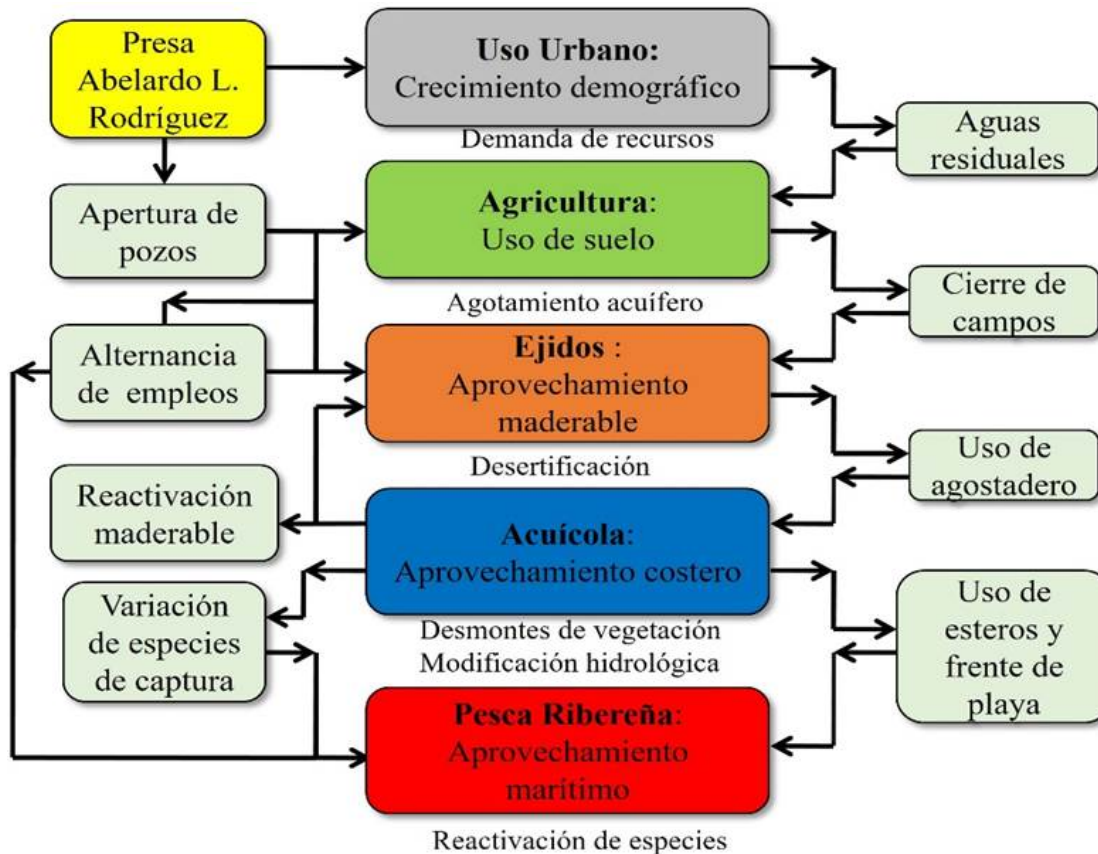 Presa
Abelardo L.
Rodríguez
Uso Urbano:
Crecimiento demográfico
Demanda de recursos
Aguas
residuales
Apertura de
pozos
Agricultura:
Uso de suelo
Agotamiento acuífero
Cierre de
campos
Alternancia
de empleos
Ejidos :
Aprovechamiento
maderable
Desertificación
Uso de
agostadero
Reactivación
maderable
Acuícola:
Aprovechamiento costero
Desmontes de vegetación
Modificación hidrológica
Variación
de especies
de captura
Uso de
esteros y
frente de
playa
Pesca Ribereña:
Aprovechamiento
marítimo
Reactivación de especies